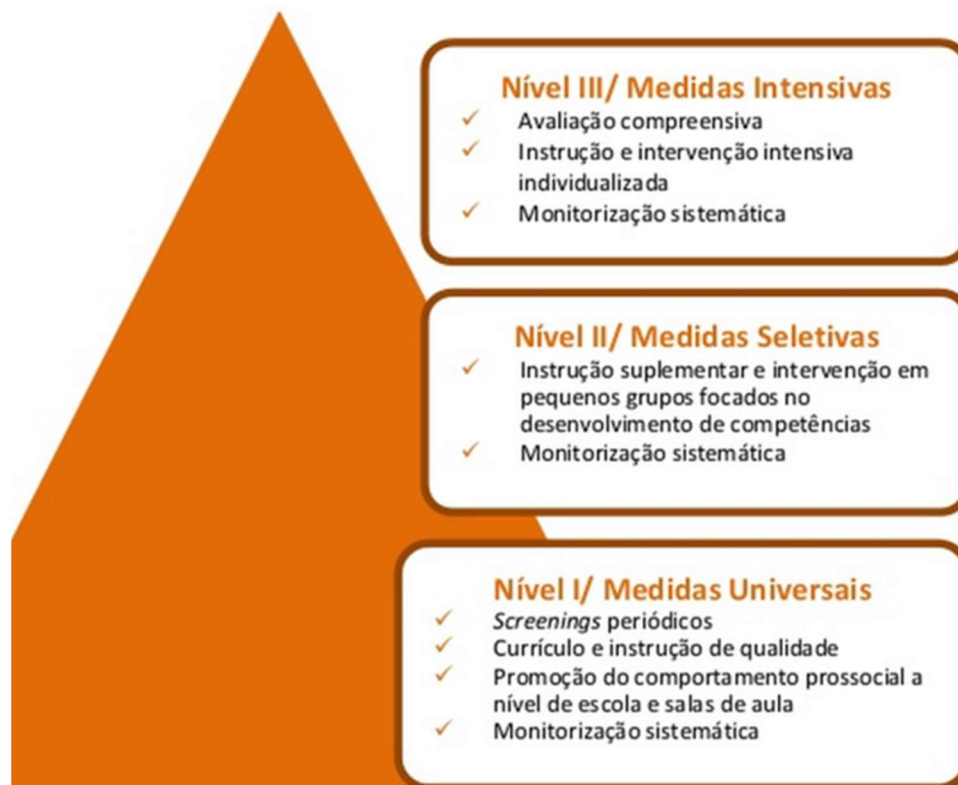 Nível III/ Medidas Intensivas
✓ Avaliação compreensiva
✓ Instrução e intervenção intensiva
individualizada
✓ Monitorização sistemática
Nível II/ Medidas Seletivas
✓ Instrução suplementar e intervenção em
pequenos grupos focados no
desenvolvimento de competências
✓ Monitorização sistemática
Nível I/ Medidas Universais
✓ Screenings periódicos
✓ Currículo e instrução de qualidade
✓ Promoção do comportamento prossocial a
nível de escola e salas de aula
✓ Monitorização sistemática